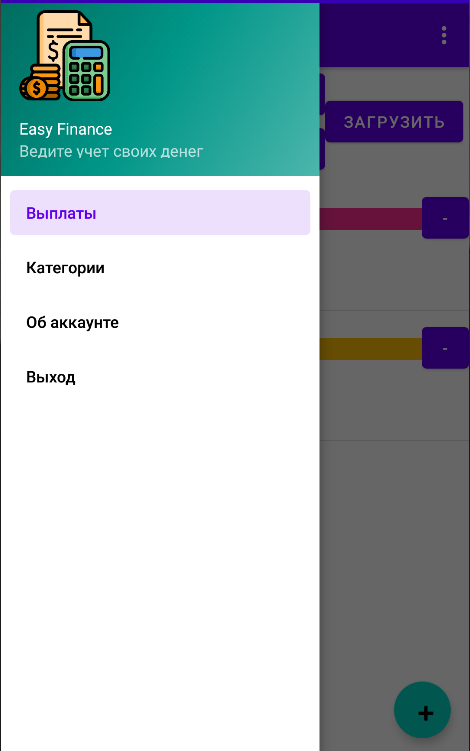 Easy Finance
Ведите учет своих денег
ЗАГРУЗИТЬ
Выплаты
-
Категории
Об аккаунте
-
Выход
+